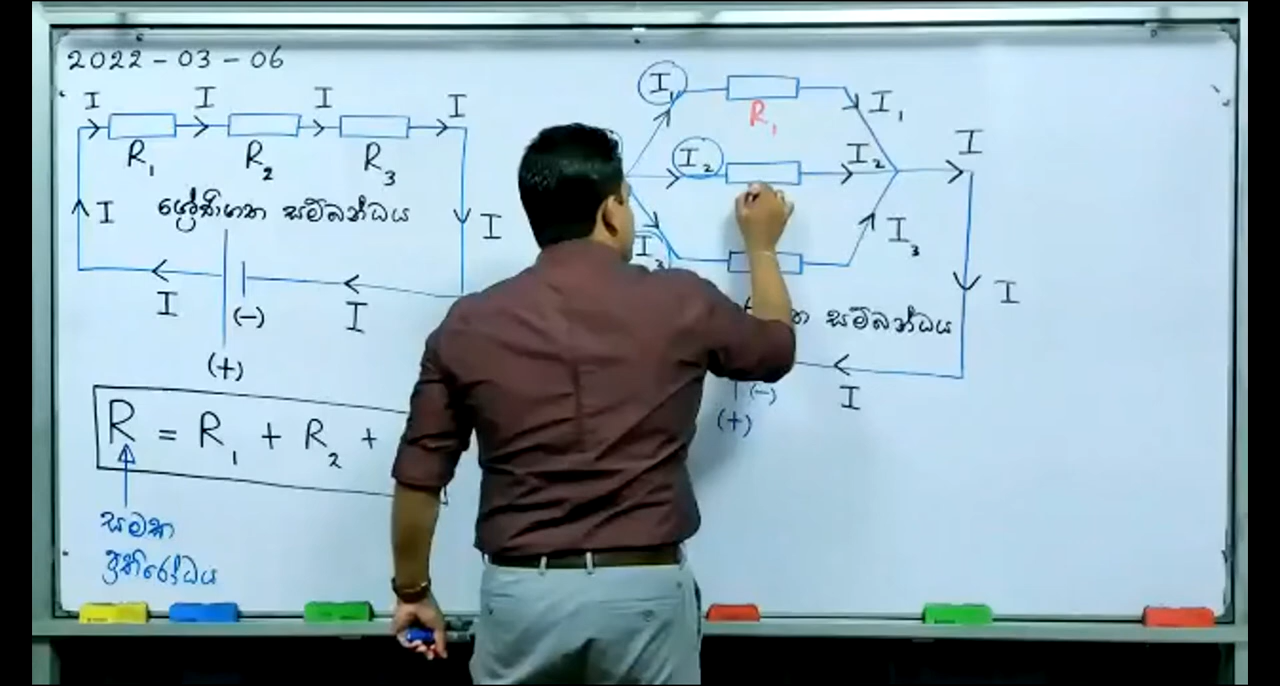 2022 - 03 - 06
I I I I
R₁ R₂ R₃
I I
ශ්‍රේණිගත සම්බන්ධය
I (-) I
(+)
R = R₁ + R₂ +
සමක
ප්‍රතිරෝධය
I₁ I₁
R₁
I₂ I₂ I
I₃ I₃
I
සම්බන්ධය
(-) I
(+)